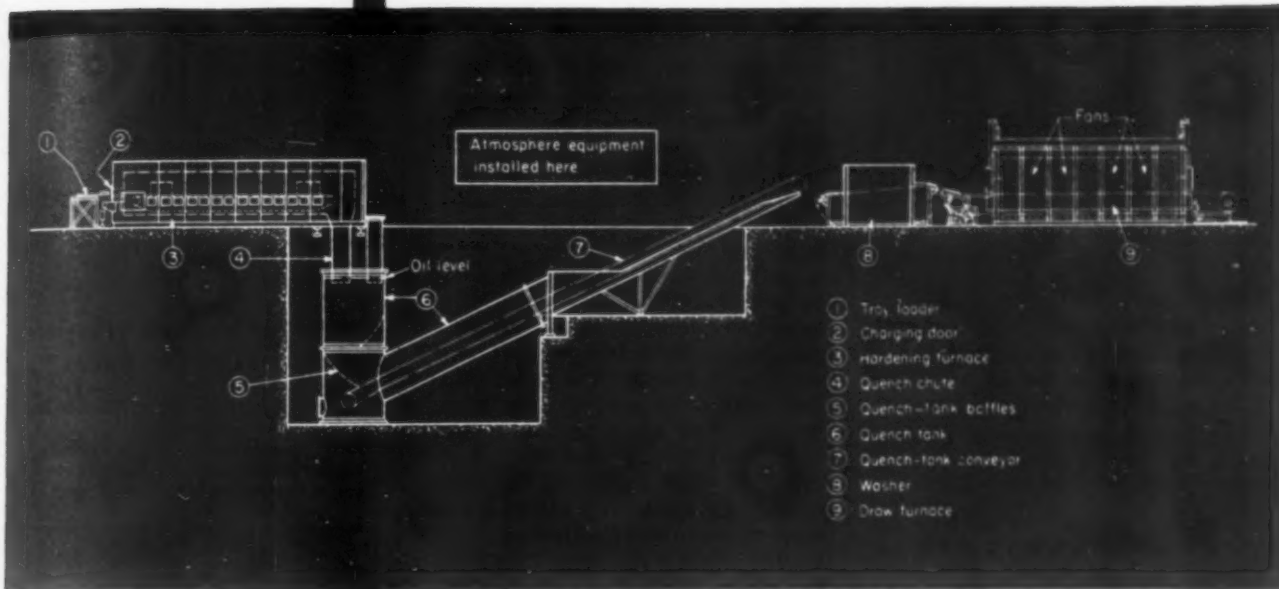 Fans
① ②
Atmosphere equipment
installed here
③ ④ ⑦ ⑧ ⑨
Oil level
⑥
⑤
① Tray loader
② Charging door
③ Hardening furnace
④ Quench chute
⑤ Quench-tank baffles
⑥ Quench tank
⑦ Quench-tank conveyor
⑧ Washer
⑨ Draw furnace